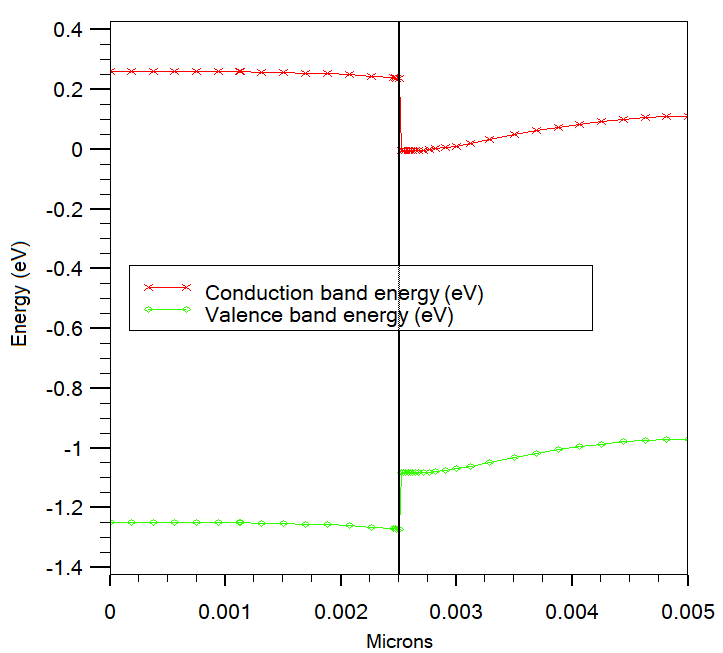 0.4
0.2
0
-0.2
-0.4
-0.6
-0.8
-1
-1.2
-1.4
Energy (eV)
Conduction band energy (eV)
Valence band energy (eV)
0 0.001 0.002 0.003 0.004 0.005
Microns